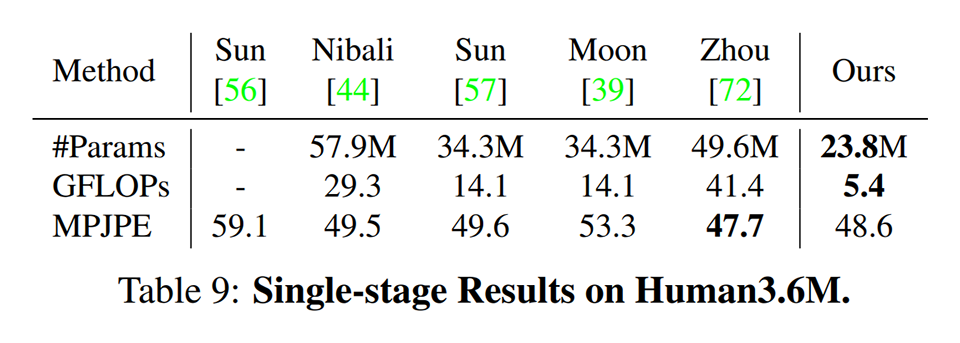 Method Sun Nibali Sun Moon Zhou Ours
[56] [44] [57] [39] [72]
#Params - 57.9M 34.3M 34.3M 49.6M 23.8M
GFLOPs - 29.3 14.1 14.1 41.4 5.4
MPJPE 59.1 49.5 49.6 53.3 47.7 48.6
Table 9: Single-stage Results on Human3.6M.